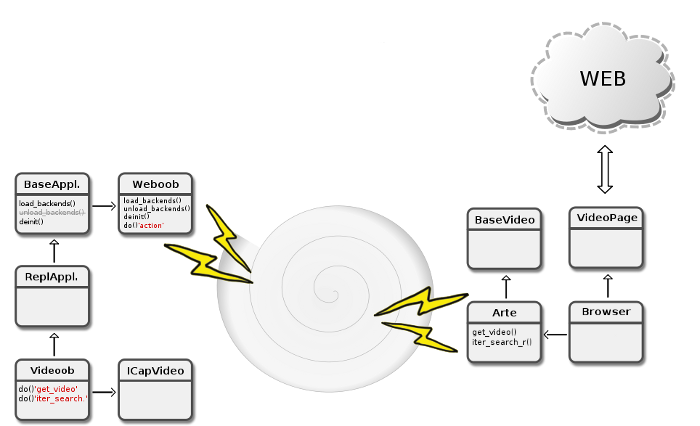 WEB
BaseAppl.
load_backends()
unload_backends()
deinit()
Weboob
load_backends()
unload_backends()
deinit()
do()'action'
BaseVideo
VideoPage
ReplAppl.
Arte
get_video()
iter_search_r()
Browser
Videoob
do()'get_video'
do()'iter_search.'
ICapVideo